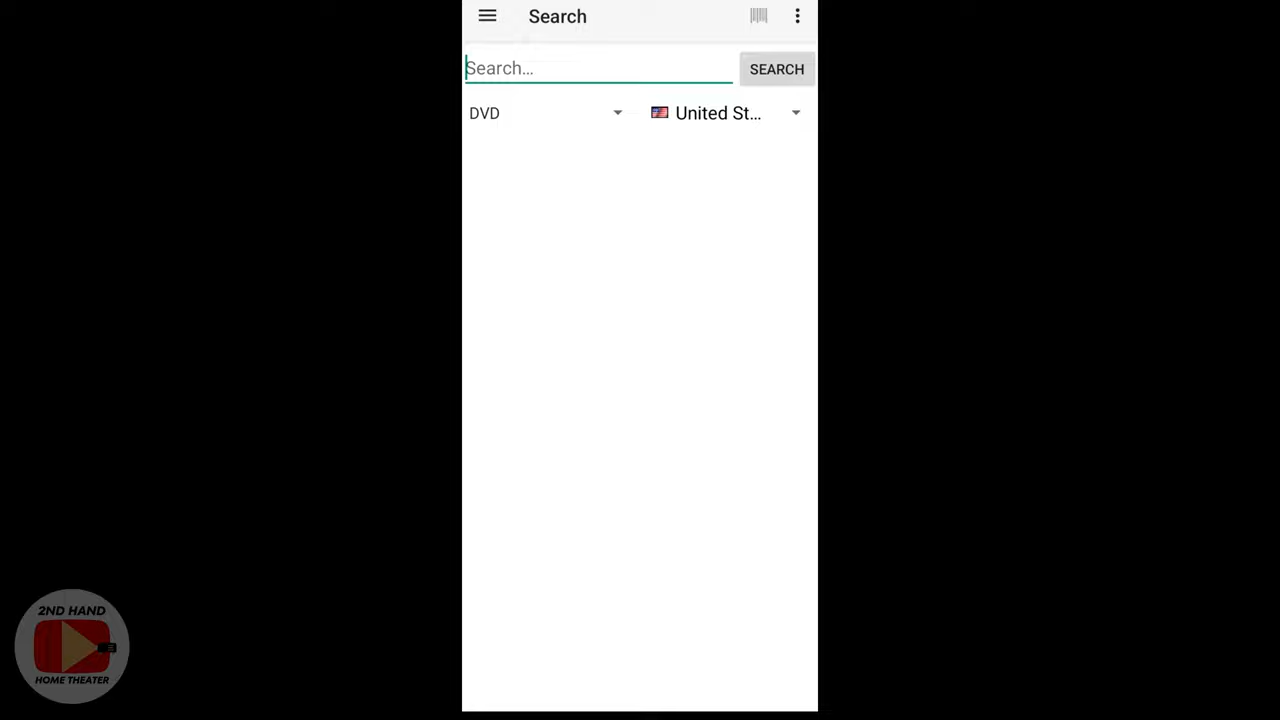 Search
Search...
SEARCH
DVD
United St...
2ND HAND
HOME THEATER